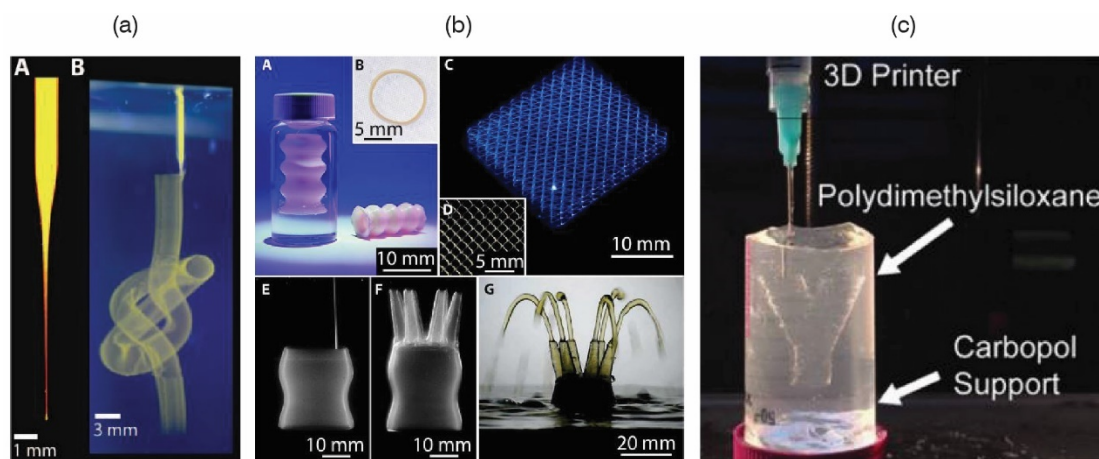 (a)
(b)
(c)
A
B
1 mm
3 mm
A
B
5 mm
10 mm
C
D
5 mm
10 mm
E
10 mm
F
10 mm
G
20 mm
3D Printer
Polydimethylsiloxane
Carbopol
Support